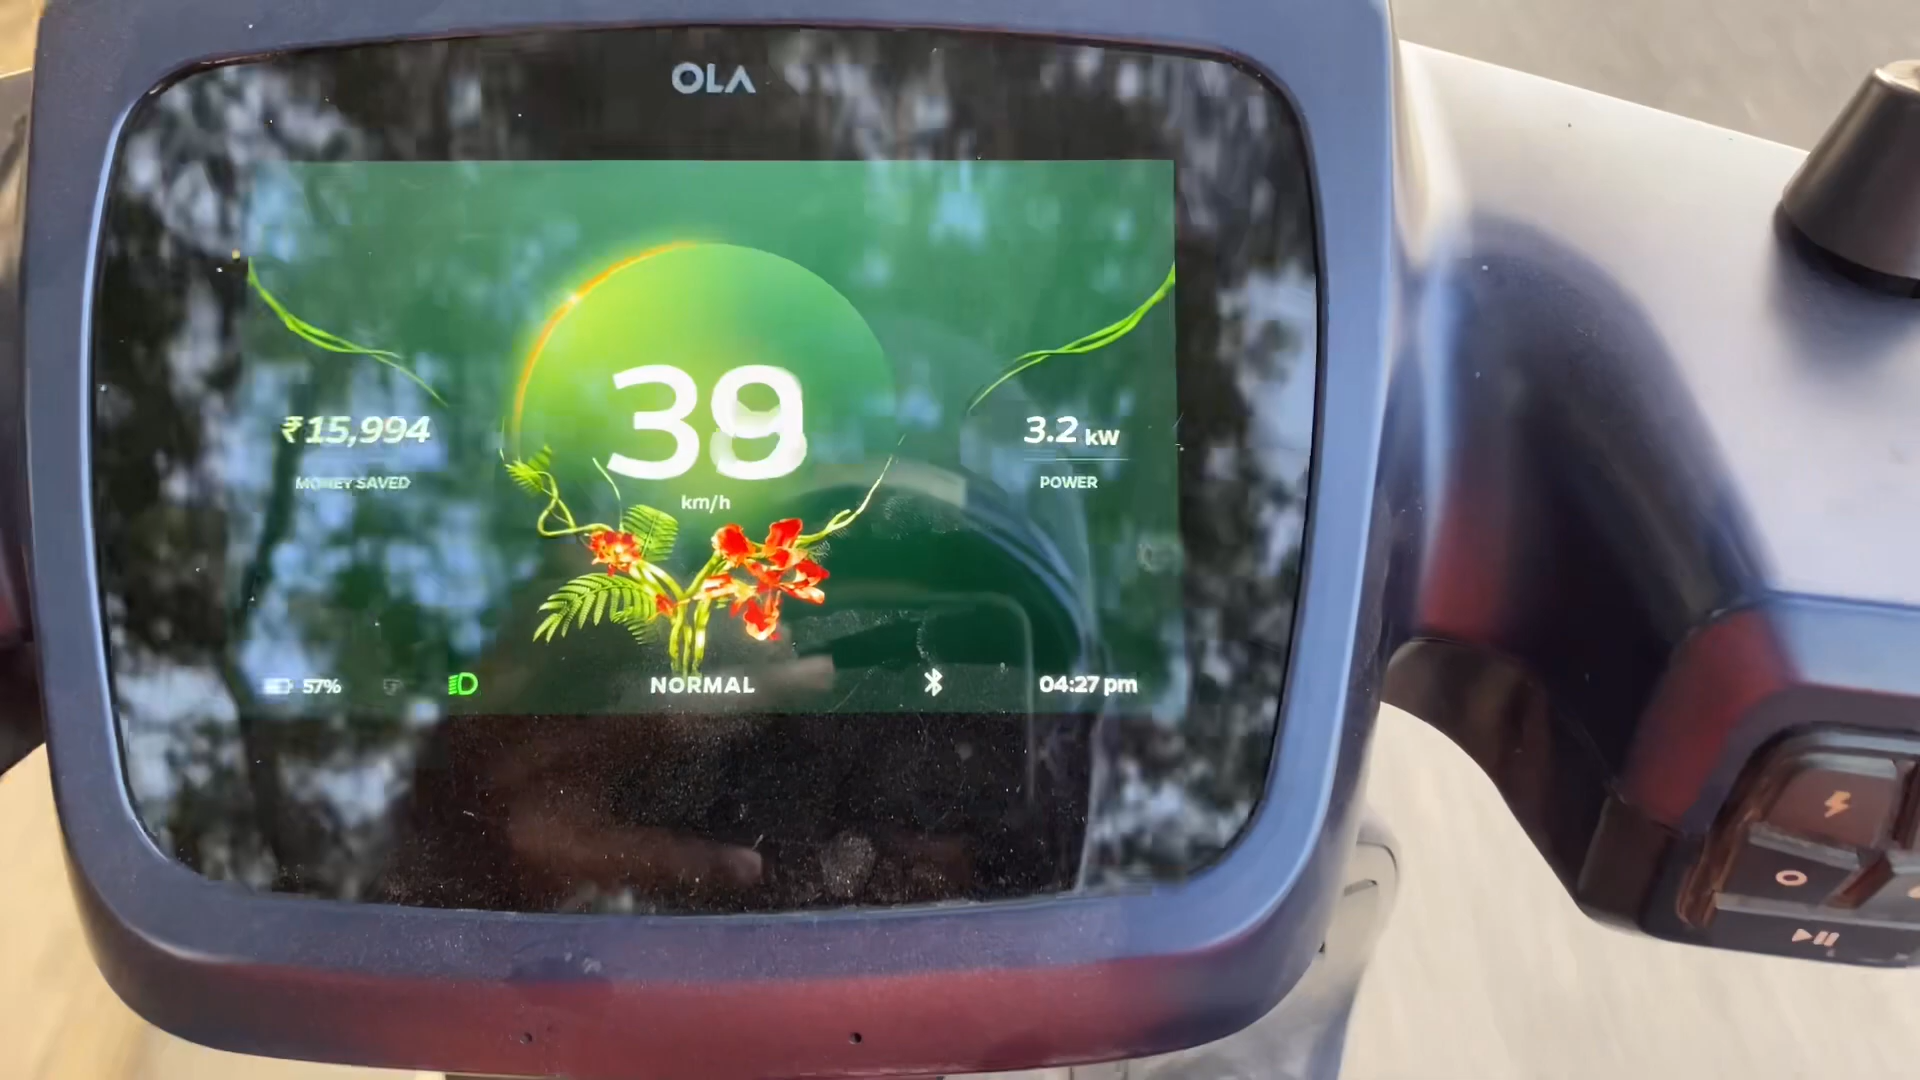 OLA
39
km/h
₹15,994
MONEY SAVED
3.2 kW
POWER
57%
NORMAL
04:27 pm